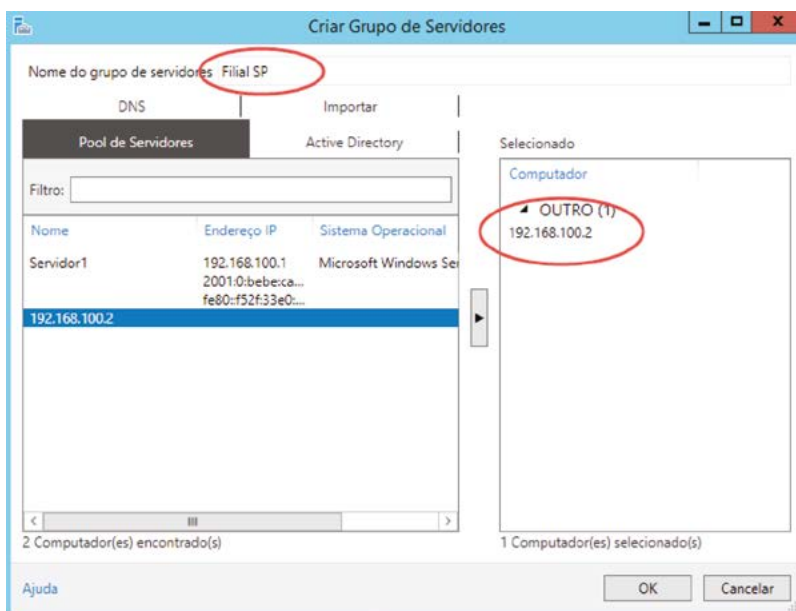 Criar Grupo de Servidores
Nome do grupo de servidores Filial SP
DNS Importar
Pool de Servidores Active Directory
Filtro:
Nome Endereço IP Sistema Operacional
Servidor1 192.168.100.1 Microsoft Windows Ser
2001:0:bebe:ca...
fe80::f52f:33e0:...
192.168.100.2
2 Computador(es) encontrado(s)
Selecionado
Computador
OUTRO (1)
192.168.100.2
1 Computador(es) selecionado(s)
Ajuda
OK Cancelar